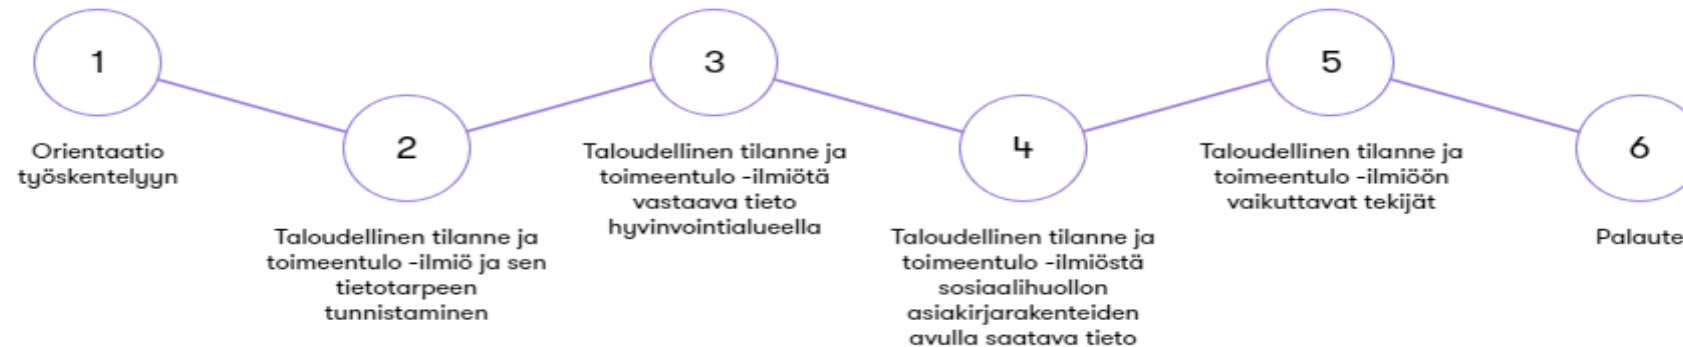 1
Orientaatio
työskentelyyn
2
Taloudellinen tilanne ja
toimeentulo -ilmiö ja sen
tietotarpeen
tunnistaminen
3
Taloudellinen tilanne ja
toimeentulo -ilmiötä
vastaava tieto
hyvinvointialueella
4
Taloudellinen tilanne ja
toimeentulo -ilmiöstä
sosiaalihuollon
asiakirjarakenteiden
avulla saatava tieto
5
Taloudellinen tilanne ja
toimeentulo -ilmiöön
vaikuttavat tekijät
6
Palaute